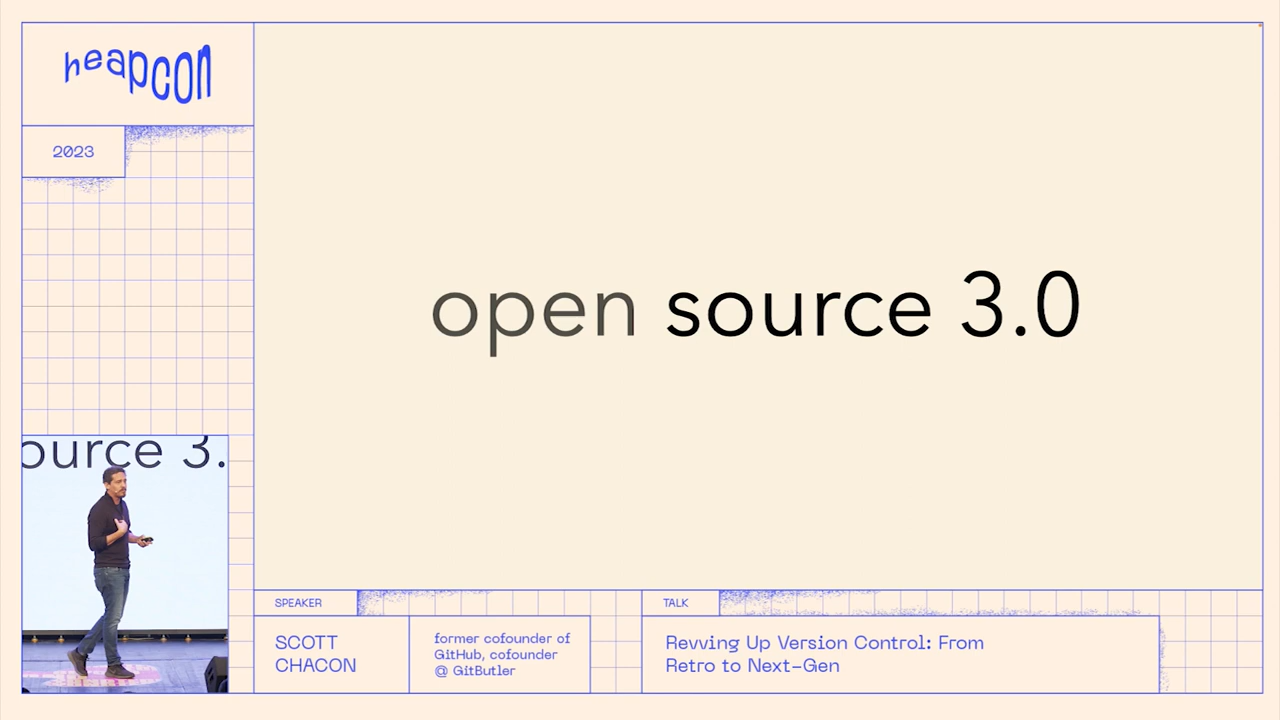 heapcon
2023
open source 3.0
ource 3.
SPEAKER
SCOTT
CHACON
former cofounder of
GitHub, cofounder
@ GitButler
TALK
Revving Up Version Control: From
Retro to Next-Gen